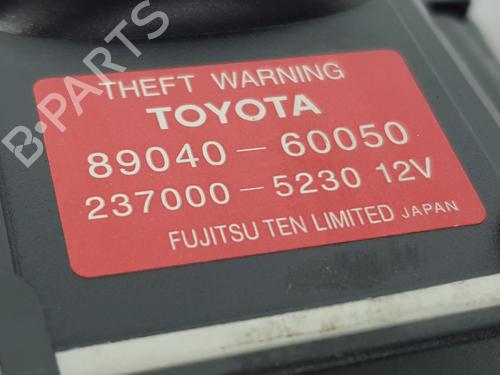 B-PARTS
THEFT WARNING
TOYOTA
89040-60050
237000-5230 12V
FUJITSU TEN LIMITED JAPAN